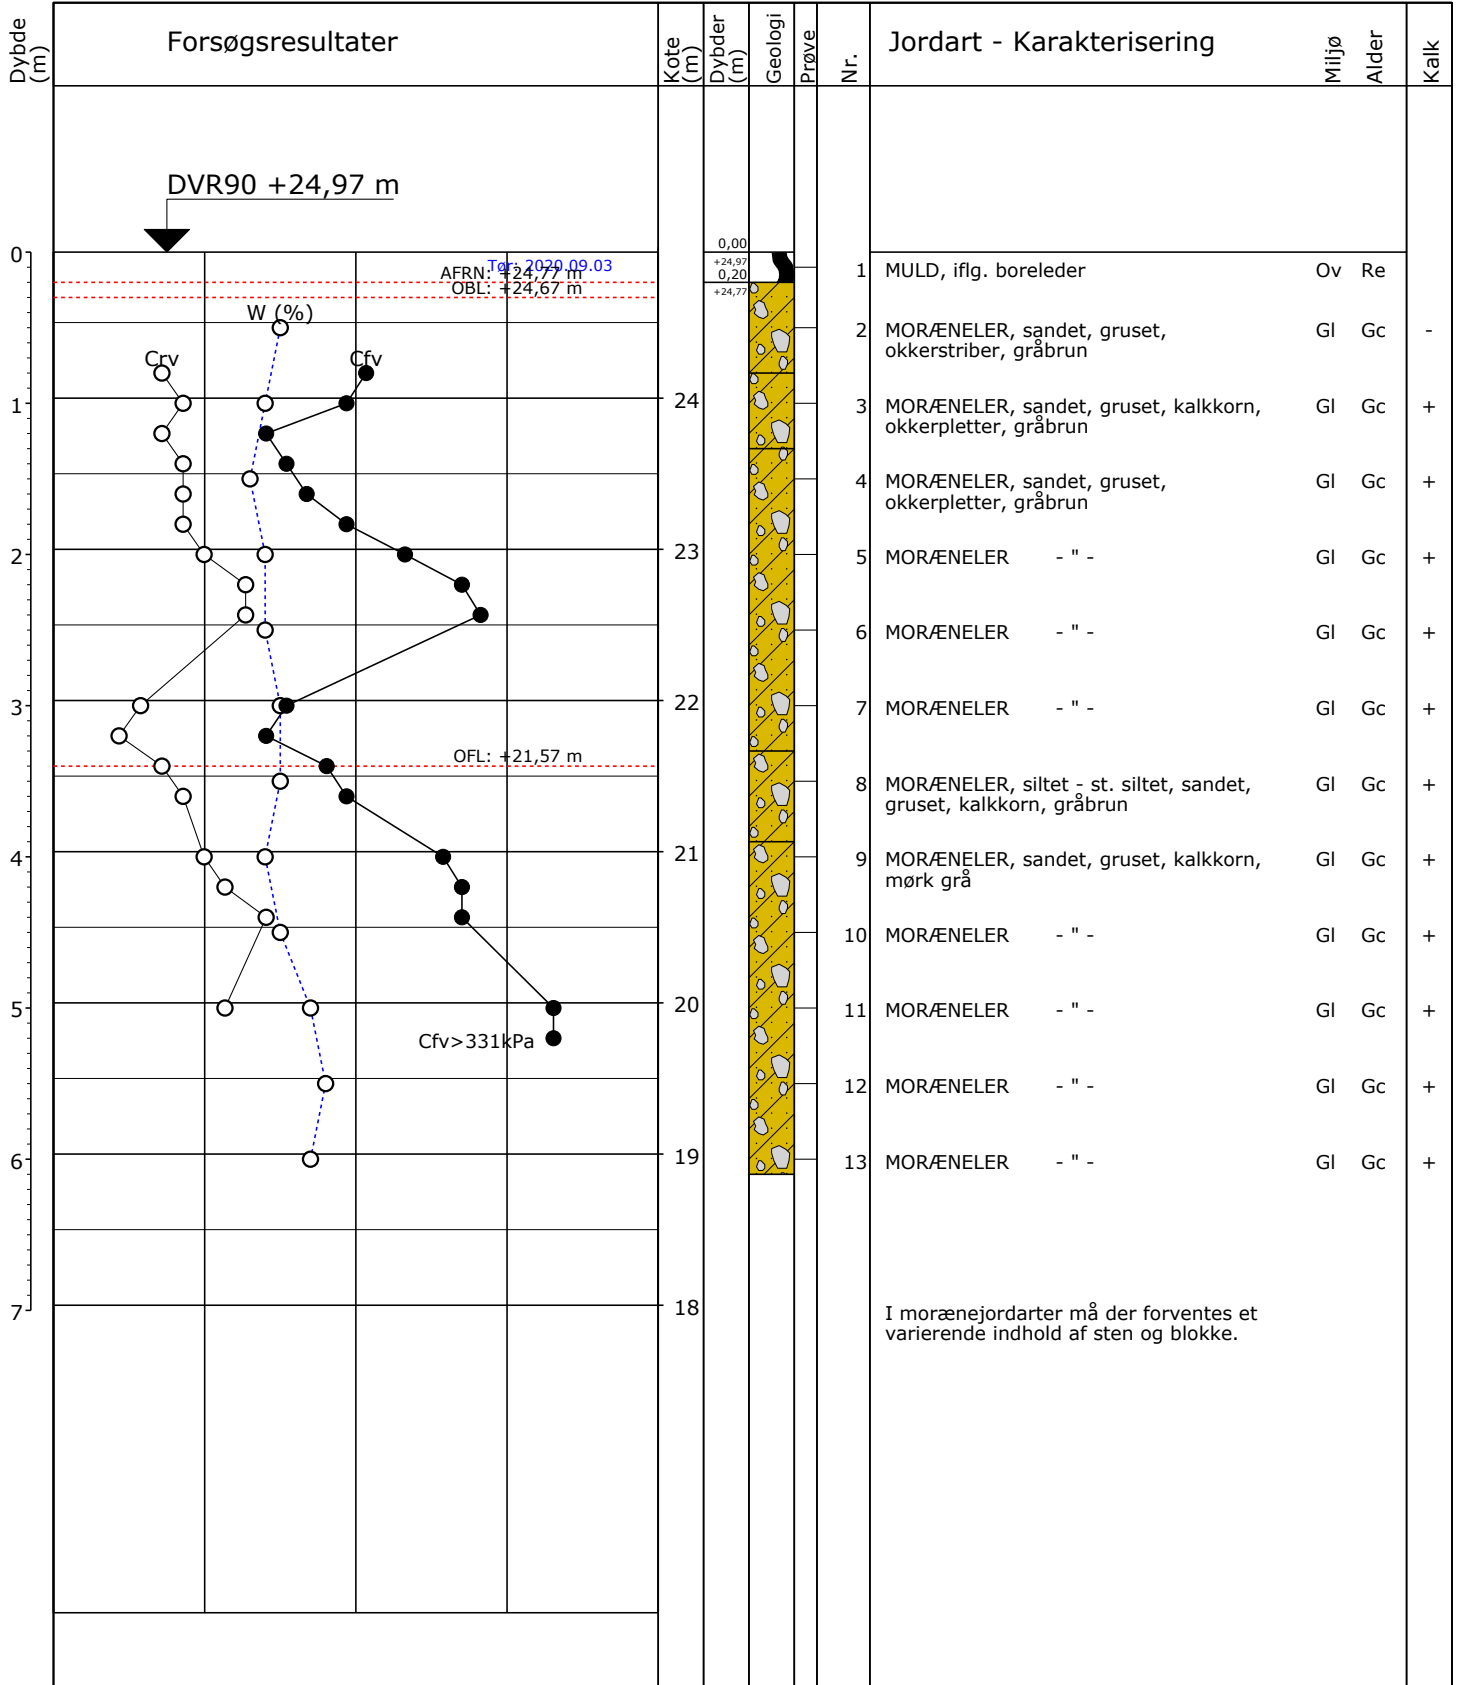 Dybde (m)
Forsøgsresultater
Kote (m)
Dybder (m)
Geologi
Prøve
Nr.
Jordart - Karakterisering
Miljø
Alder
Kalk
DVR90 +24,97 m
0,00
+24,97
0,20
+24,77
Tør: 2020.09.03
AFRN: +24,77 m
OBL: +24,67 m
W (%)
Crv
Cfv
OFL: +21,57 m
Cfv>331kPa
0
1
2
3
4
5
6
7
24
23
22
21
20
19
18
1 MULD, iflg. boreleder Ov Re
2 MORÆNELER, sandet, gruset, Gl Gc -
okkerstriber, gråbrun
3 MORÆNELER, sandet, gruset, kalkkorn, Gl Gc +
okkerpletter, gråbrun
4 MORÆNELER, sandet, gruset, Gl Gc +
okkerpletter, gråbrun
5 MORÆNELER - " - Gl Gc +
6 MORÆNELER - " - Gl Gc +
7 MORÆNELER - " - Gl Gc +
8 MORÆNELER, siltet - st. siltet, sandet, Gl Gc +
gruset, kalkkorn, gråbrun
9 MORÆNELER, sandet, gruset, kalkkorn, Gl Gc +
mørk grå
10 MORÆNELER - " - Gl Gc +
11 MORÆNELER - " - Gl Gc +
12 MORÆNELER - " - Gl Gc +
13 MORÆNELER - " - Gl Gc +
I morænejordarter må der forventes et
varierende indhold af sten og blokke.